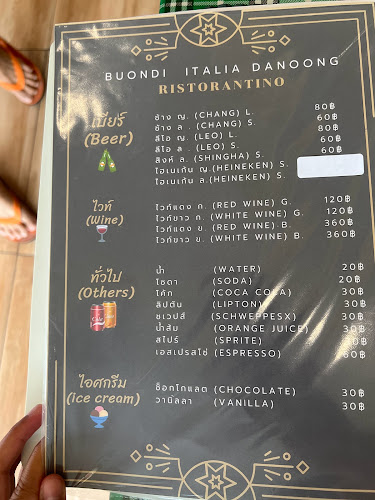 BUONDI ITALIA DANOONG
RISTORANTINO
เบียร์
(Beer)
ช้าง ญ. (CHANG) L. 80฿
ช้าง ล . (CHANG) S. 60฿
ลีโอ ญ. (LEO) L. 80฿
ลีโอ ล . (LEO) S. 60฿
สิงห์ ล. (SHINGHA) S. 60฿
ไฮเนเก้น ญ.(HEINEKEN) S.
ไฮเนเก้น ล.(HEINEKEN) S.
ไวท์
(Wine)
ไวท์แดง ก. (RED WINE) G. 120฿
ไวท์ขาว ก. (WHITE WINE) G. 120฿
ไวท์แดง ข. (RED WINE) B. 360฿
ไวท์ขาว ข. (WHITE WINE) B. 360฿
ทั่วไป
(Others)
น้ำ (WATER) 20฿
โซดา (SODA) 20฿
โค้ก (COCA COLA) 30฿
ลิปตัน (LIPTON) 30฿
ชเวปส์ (SCHWEPPESX) 30฿
น้ำส้ม (ORANGE JUICE) 30฿
สไปร์ (SPRITE) 30฿
เอสเปรสโซ่ (ESPRESSO) 60฿
ไอศกรีม
(ice cream)
ช็อกโกแลต (CHOCOLATE) 30฿
วานิลลา (VANILLA) 30฿